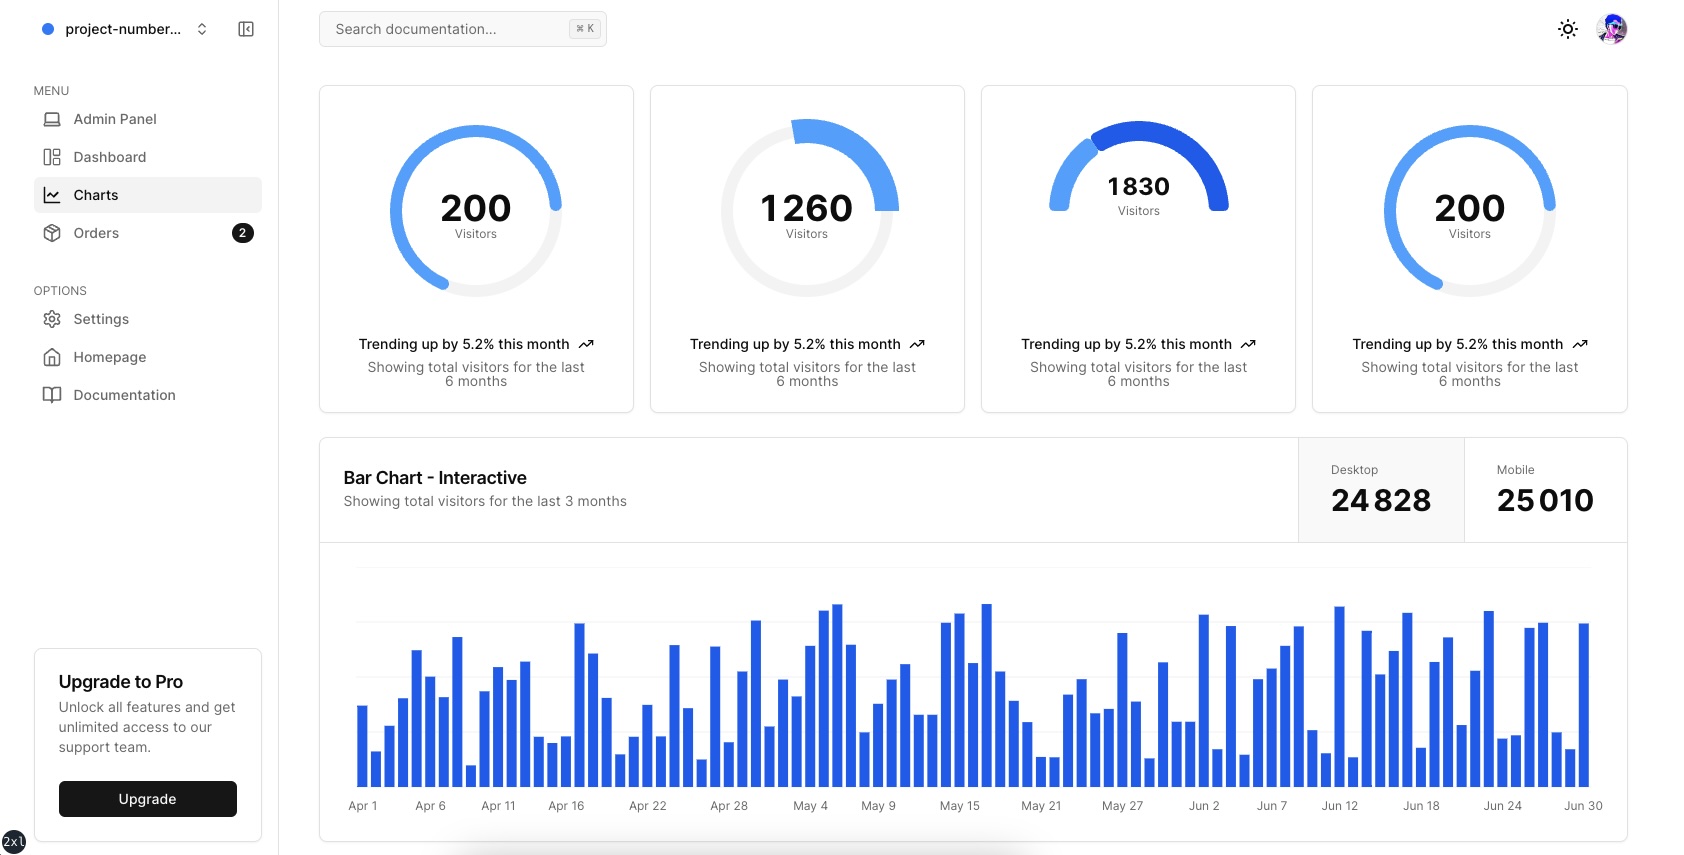 project-number...
Search documentation...
⌘ K
MENU
Admin Panel
Dashboard
Charts
Orders
2
OPTIONS
Settings
Homepage
Documentation
Upgrade to Pro
Unlock all features and get
unlimited access to our
support team.
Upgrade
2xl
200
Visitors
Trending up by 5.2% this month
Showing total visitors for the last
6 months
1 260
Visitors
Trending up by 5.2% this month
Showing total visitors for the last
6 months
1 830
Visitors
Trending up by 5.2% this month
Showing total visitors for the last
6 months
200
Visitors
Trending up by 5.2% this month
Showing total visitors for the last
6 months
Bar Chart - Interactive
Showing total visitors for the last 3 months
Desktop
24 828
Mobile
25 010
Apr 1 Apr 6 Apr 11 Apr 16 Apr 22 Apr 28 May 4 May 9 May 15 May 21 May 27 Jun 2 Jun 7 Jun 12 Jun 18 Jun 24 Jun 30